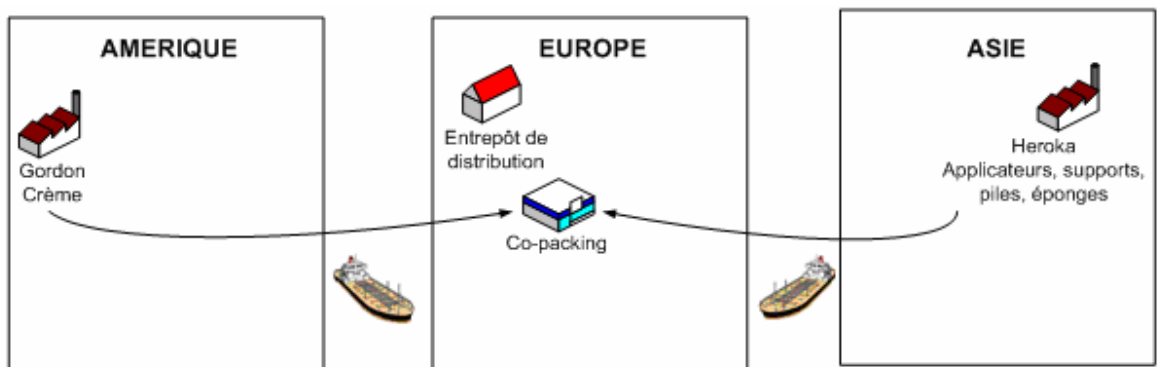 AMERIQUE
Gordon
Crème
EUROPE
Entrepôt de
distribution
Co-packing
ASIE
Heroka
Applicateurs, supports,
piles, éponges